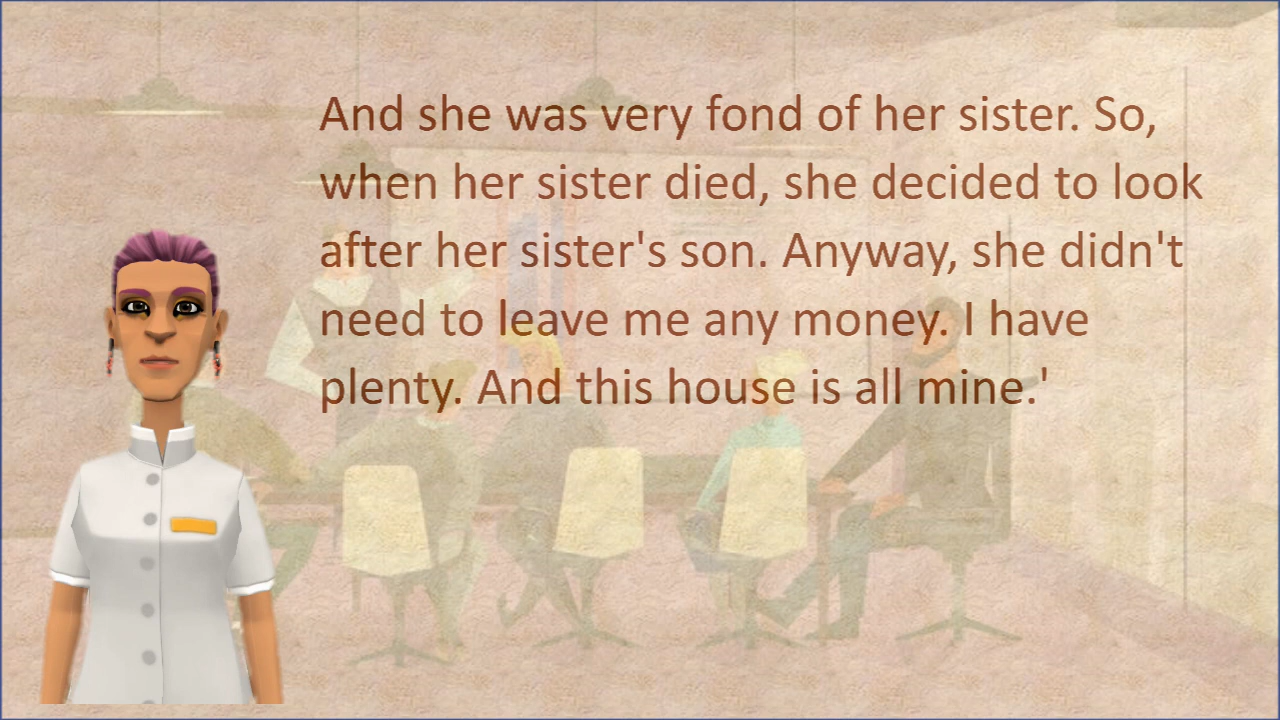 And she was very fond of her sister. So,
when her sister died, she decided to look
after her sister's son. Anyway, she didn't
need to leave me any money. I have
plenty. And this house is all mine.'